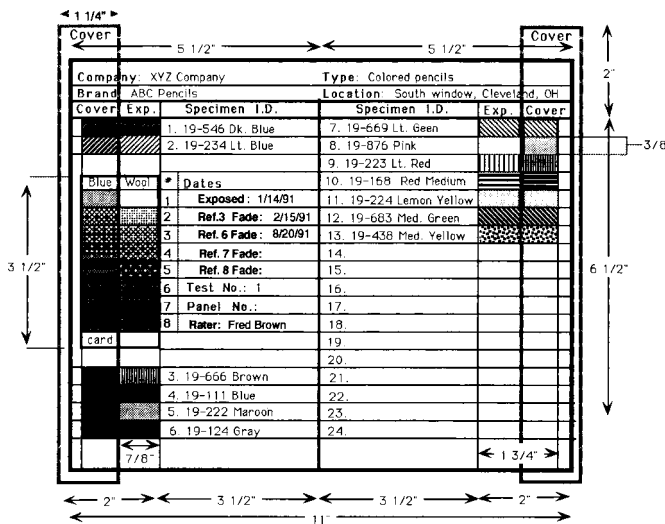 1 1/4"
Cover
Cover
5 1/2"
5 1/2"
2"
Company: XYZ Company
Type: Colored pencils
Brand ABC Pencils
Location: South window, Cleveland, OH
Cover Exp. Specimen I.D.
Specimen I.D. Exp. Cover
1. 19-546 Dk. Blue
7. 19-669 Lt. Geen
2. 19-234 Lt. Blue
8. 19-876 Pink
3/8
9. 19-223 Lt. Red
Blue Wool # Dates
10. 19-168 Red Medium
1 Exposed: 1/14/91
11. 19-224 Lemon Yellow
2 Ref.3 Fade: 2/15/91
12. 19-683 Med. Green
3 Ref.6 Fade: 8/20/91
13. 19-438 Med. Yellow
4 Ref.7 Fade:
14.
3 1/2"
5 Ref.8 Fade:
15.
6 1/2"
6 Test No.: 1
16.
7 Panel No.:
17.
8 Rater: Fred Brown
18.
card
19.
20.
3. 19-666 Brown
21.
4. 19-111 Blue
22.
5. 19-222 Maroon
23.
6. 19-124 Gray
24.
7/8"
1 3/4"
2"
3 1/2"
3 1/2"
2"
11"